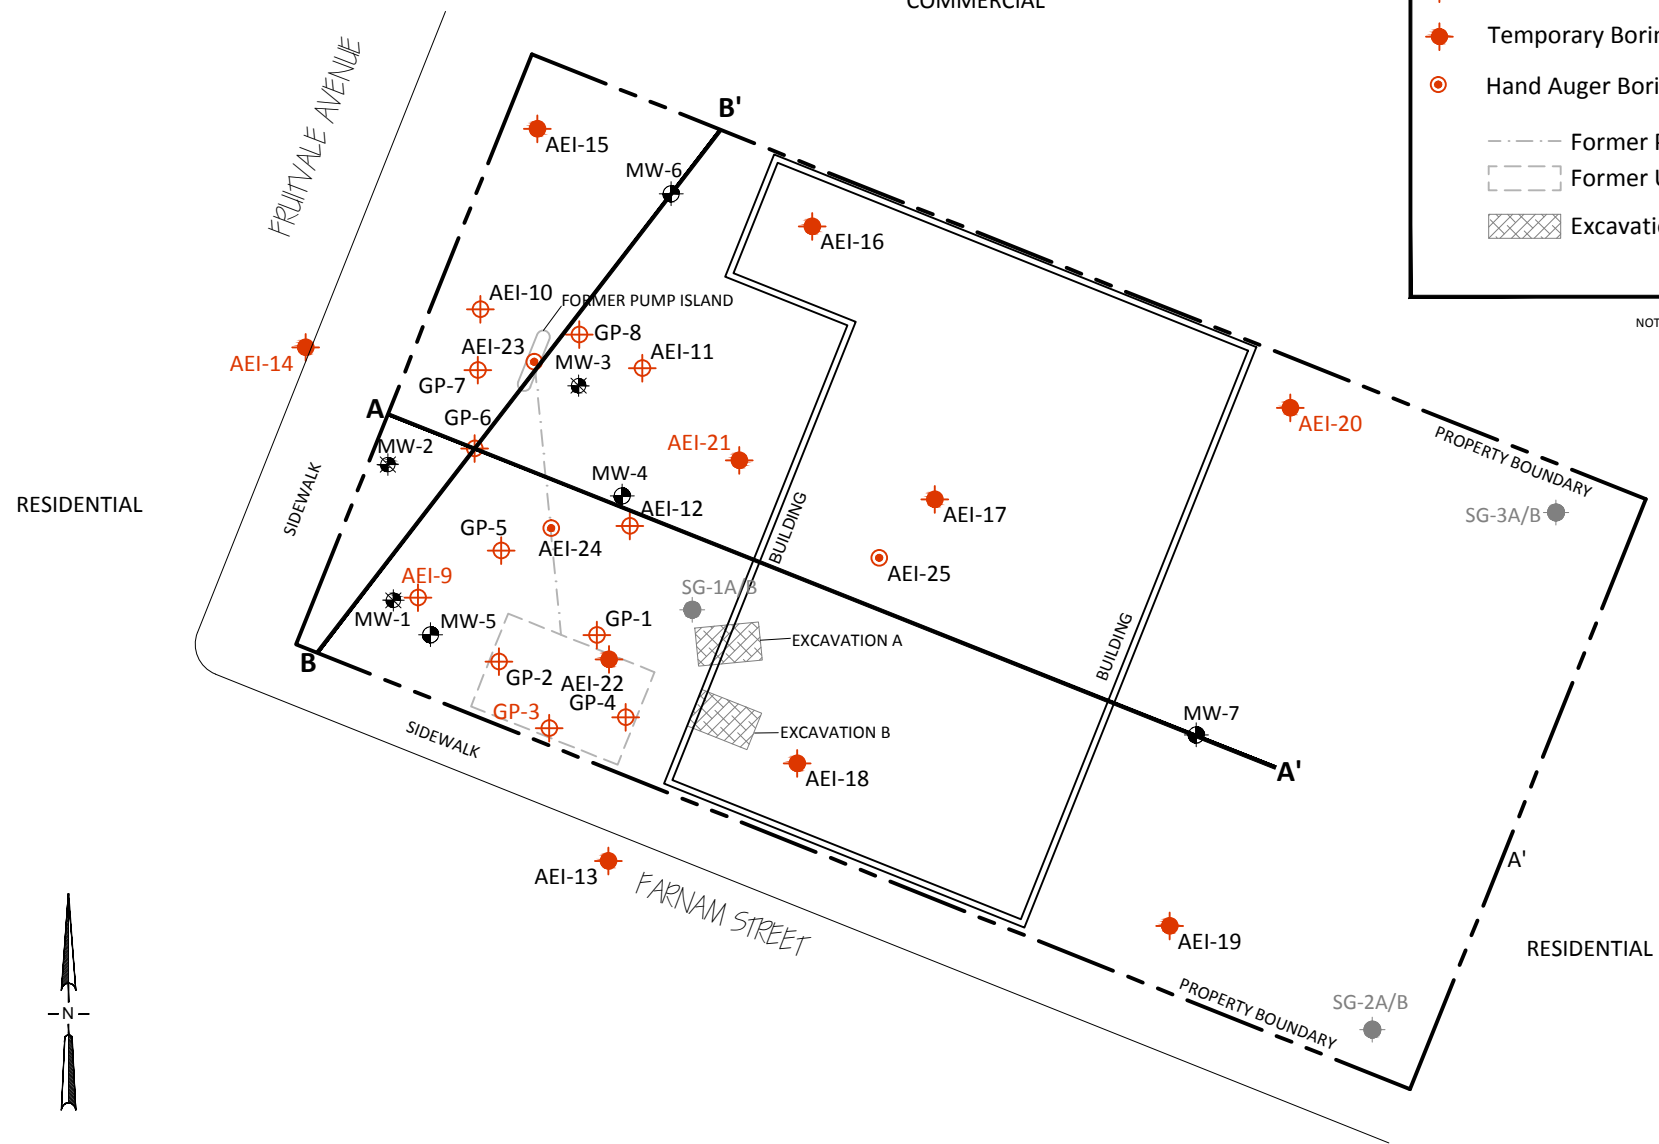 COMMERCIAL
Temporary Borin
Hand Auger Bori
Former
Former U
Excavati
NOT
FRUITVALE AVENUE
B'
AEI-15
MW-6
AEI-16
AEI-10
FORMER PUMP ISLAND
GP-8
AEI-23
MW-3
AEI-11
AEI-14
GP-7
A
GP-6
MW-2
AEI-21
AEI-20
PROPERTY BOUNDARY
MW-4
AEI-12
AEI-17
SG-3A/B
RESIDENTIAL
SIDEWALK
BUILDING
GP-5
AEI-24
AEI-25
AEI-9
SG-1A/B
MW-1
MW-5
GP-1
EXCAVATION A
BUILDING
B
GP-2
AEI-22
GP-4
GP-3
MW-7
EXCAVATION B
SIDEWALK
AEI-18
A'
A'
AEI-13
FARNAM STREET
AEI-19
RESIDENTIAL
PROPERTY BOUNDARY
SG-2A/B
N